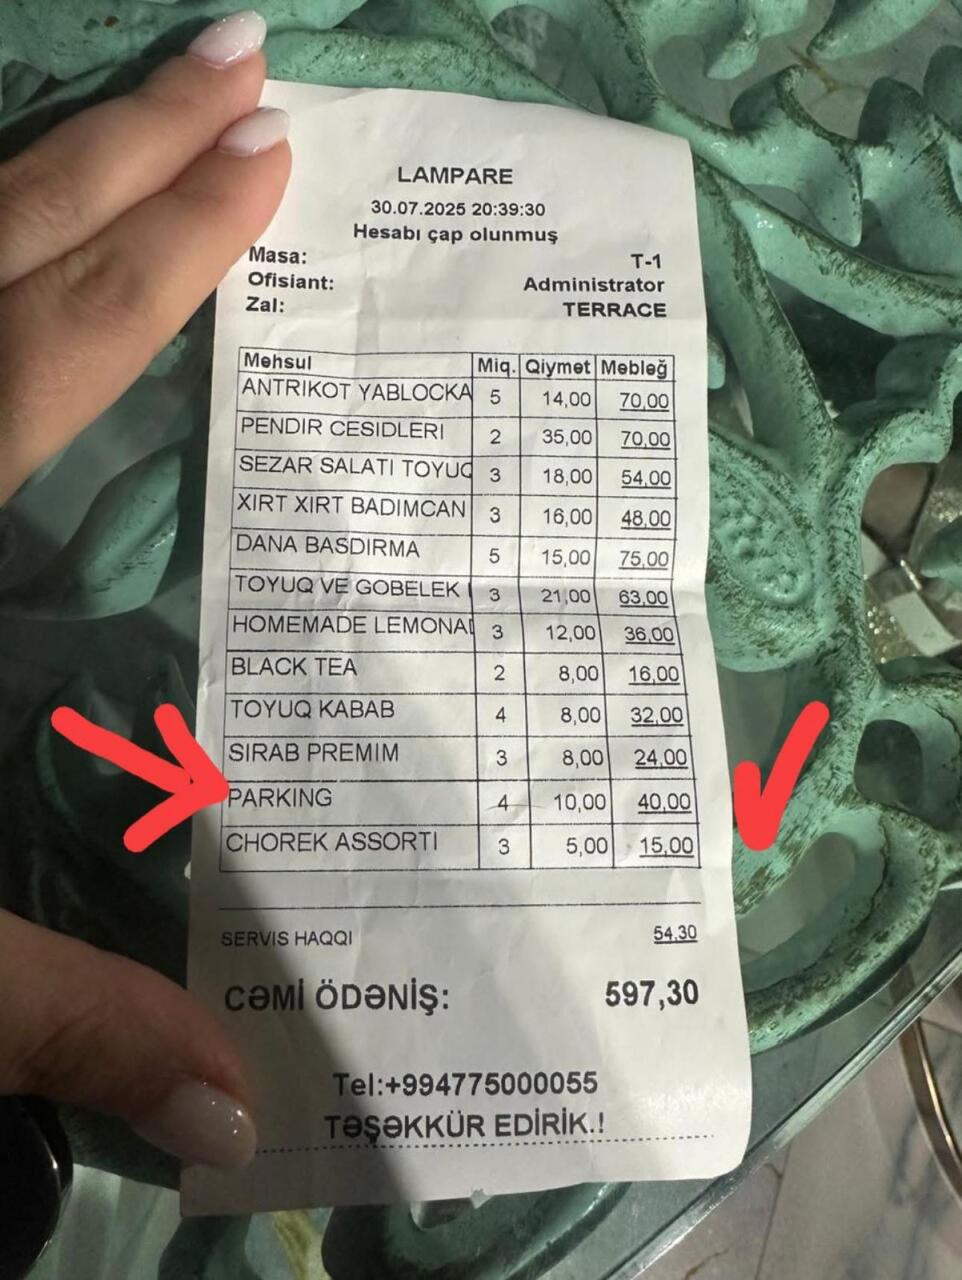 LAMPARE
30.07.2025 20:39:30
Hesabı çap olunmuş
Masa: T-1
Ofisiant: Administrator
Zal: TERRACE
Məhsul Miq. Qiymət Məbləğ
ANTRIKOT YABLOCKA 5 14,00 70,00
PENDIR CESIDLERI 2 35,00 70,00
SEZAR SALATI TOYUQ 3 18,00 54,00
XIRT XIRT BADIMCAN 3 16,00 48,00
DANA BASDIRMA 5 15,00 75,00
TOYUQ VE GOBELEK 3 21,00 63,00
HOMEMADE LEMONA 3 12,00 36,00
BLACK TEA 2 8,00 16,00
TOYUQ KABAB 4 8,00 32,00
SIRAB PREMIM 3 8,00 24,00
PARKING 4 10,00 40,00
CHOREK ASSORTI 3 5,00 15,00
SERVIS HAQQI 54,30
CƏMİ ÖDƏNİŞ: 597,30
Tel:+994775000055
TƏŞƏKKÜR EDİRİK.!